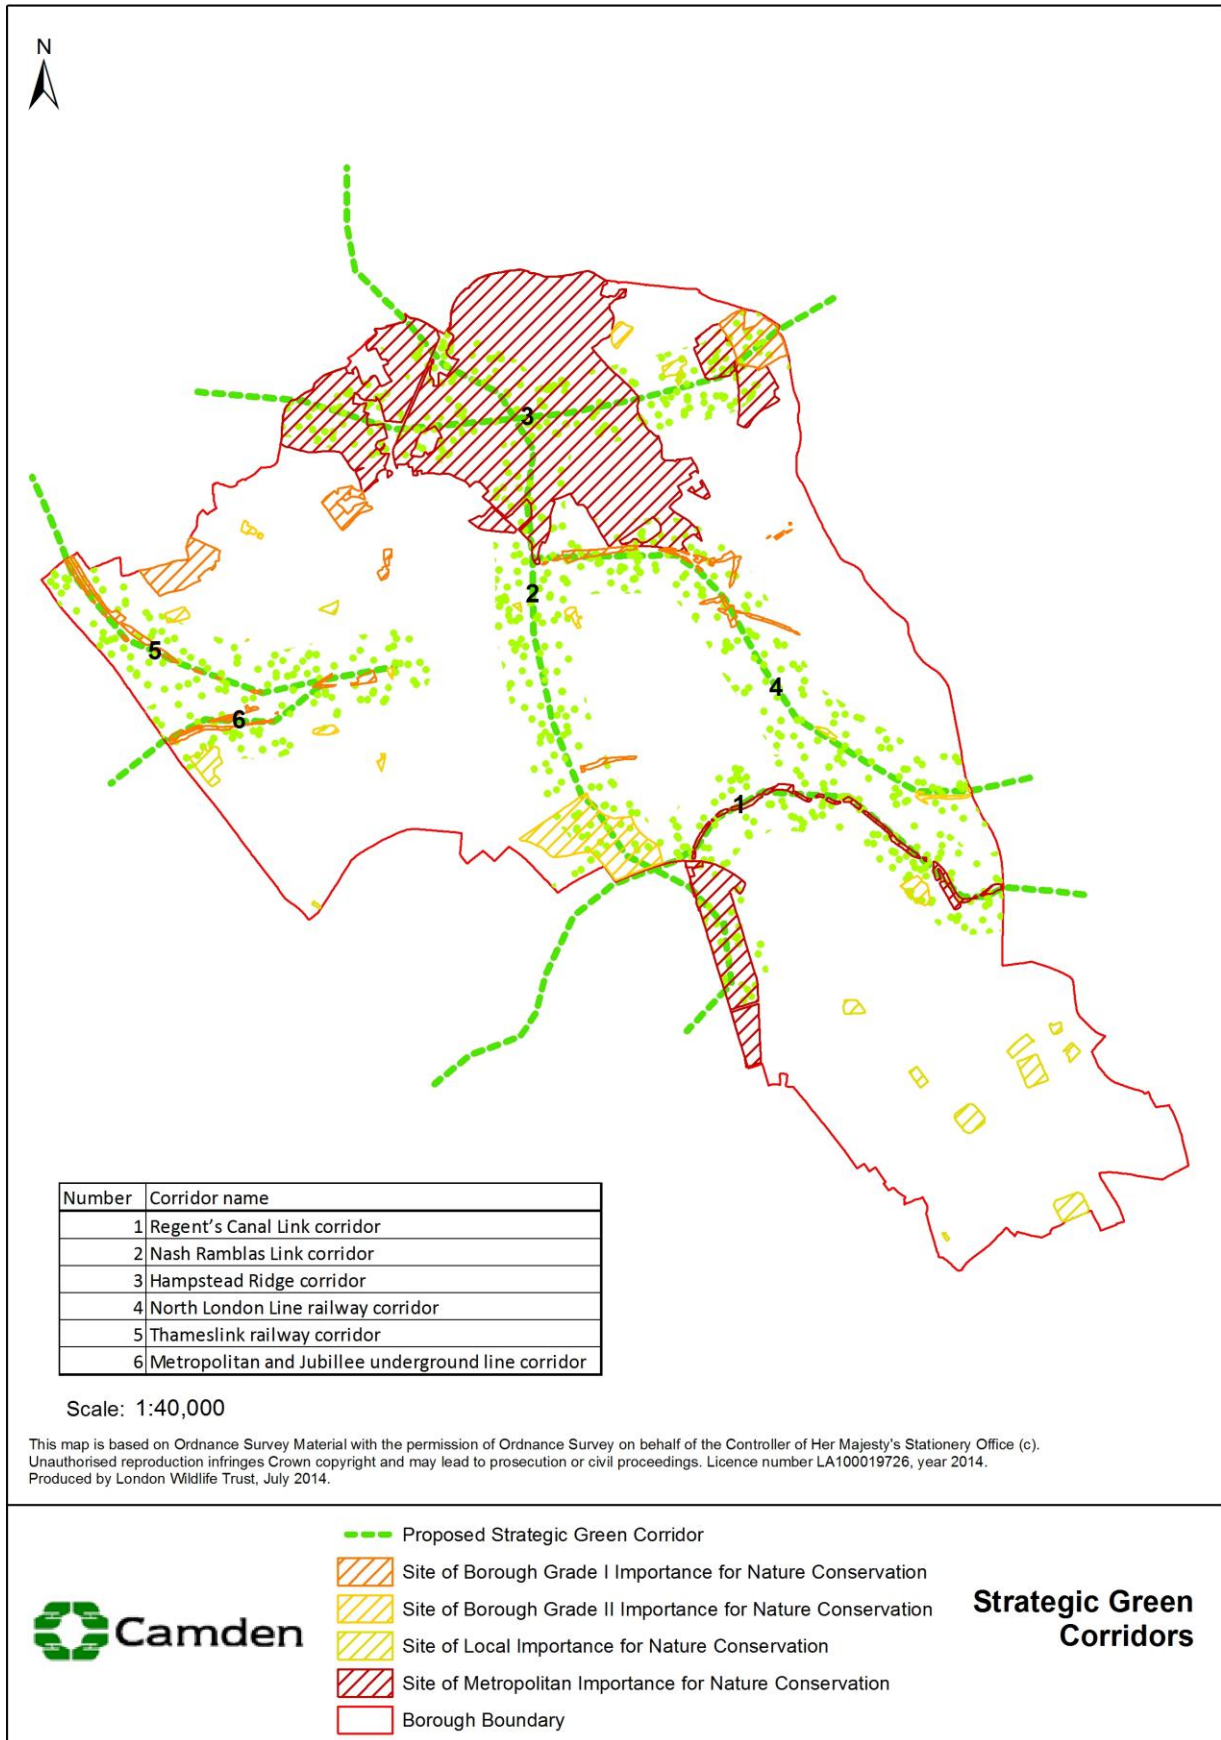 N
3
2
5
4
6
1
Number Corridor name
1 Regent's Canal Link corridor
2 Nash Ramblas Link corridor
3 Hampstead Ridge corridor
4 North London Line railway corridor
5 Thameslink railway corridor
6 Metropolitan and Jubillee underground line corridor
Scale: 1:40,000
This map is based on Ordnance Survey Material with the permission of Ordnance Survey on behalf of the Controller of Her Majesty's Stationery Office (c).
Unauthorised reproduction infringes Crown copyright and may lead to prosecution or civil proceedings. Licence number LA100019726, year 2014.
Produced by London Wildlife Trust, July 2014.
Camden
Proposed Strategic Green Corridor
Site of Borough Grade I Importance for Nature Conservation
Site of Borough Grade II Importance for Nature Conservation
Site of Local Importance for Nature Conservation
Site of Metropolitan Importance for Nature Conservation
Borough Boundary
Strategic Green
Corridors